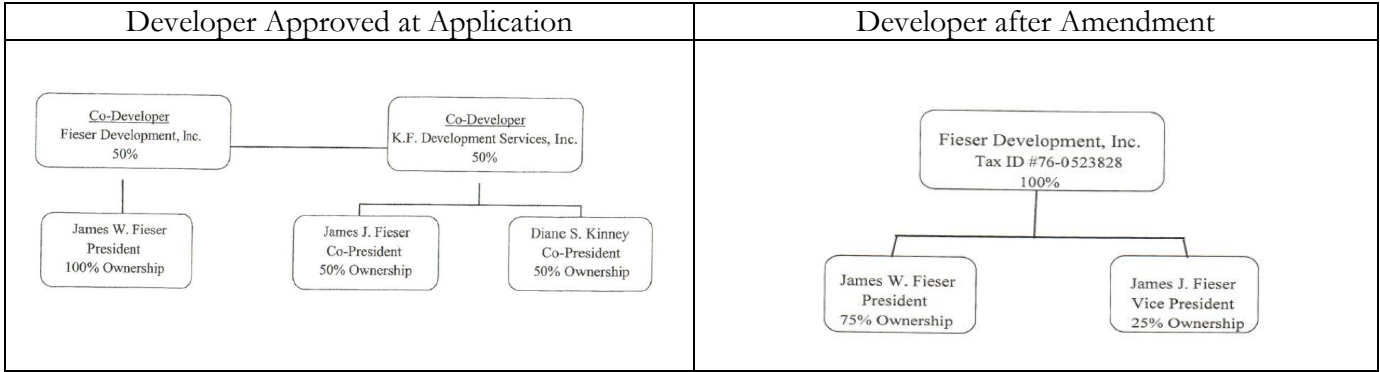 Developer Approved at Application
Developer after Amendment
Co-Developer
Fieser Development, Inc.
50%
Co-Developer
K.F. Development Services, Inc.
50%
James W. Fieser
President
100% Ownership
James J. Fieser
Co-President
50% Ownership
Diane S. Kinney
Co-President
50% Ownership
Fieser Development, Inc.
Tax ID #76-0523828
100%
James W. Fieser
President
75% Ownership
James J. Fieser
Vice President
25% Ownership